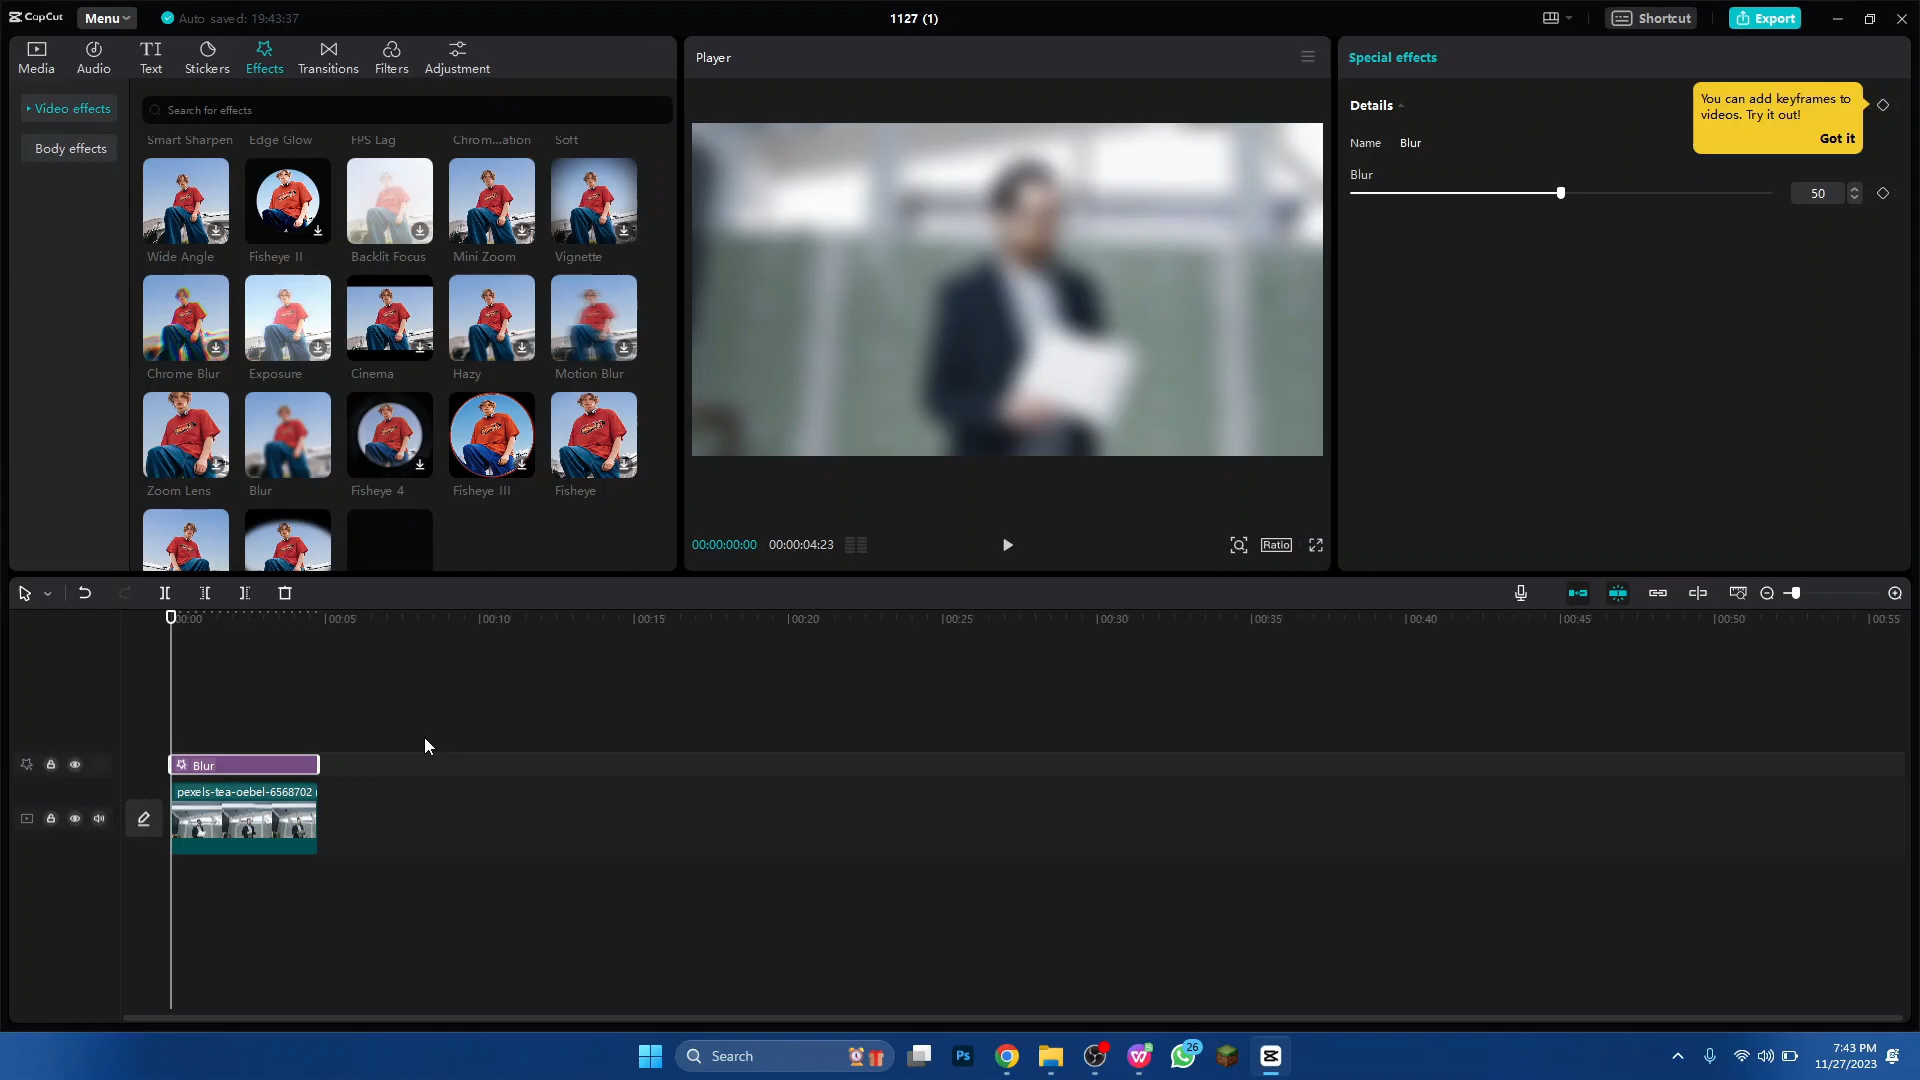 CapCut
Menu
Auto saved: 19:43:37
1127 (1)
Shortcut
Export
Media
Audio
Text
Stickers
Effects
Transitions
Filters
Adjustment
Video effects
Body effects
Search for effects
Smart Sharpen
Edge Glow
FPS Lag
Chrom...ation
Soft
Wide Angle
Fisheye II
Backlit Focus
Mini Zoom
Vignette
Chrome Blur
Exposure
Cinema
Hazy
Motion Blur
Zoom Lens
Blur
Fisheye 4
Fisheye III
Fisheye
Player
00:00:00:00
00:00:04:23
Ratio
Special effects
Details
You can add keyframes to
videos. Try it out!
Got it
Name
Blur
Blur
50
00:00
00:05
00:10
00:15
00:20
00:25
00:30
00:35
00:40
00:45
00:50
00:55
Blur
pexels-tea-oebel-6568702
Search
Ps
26
7:43 PM
11/27/2023